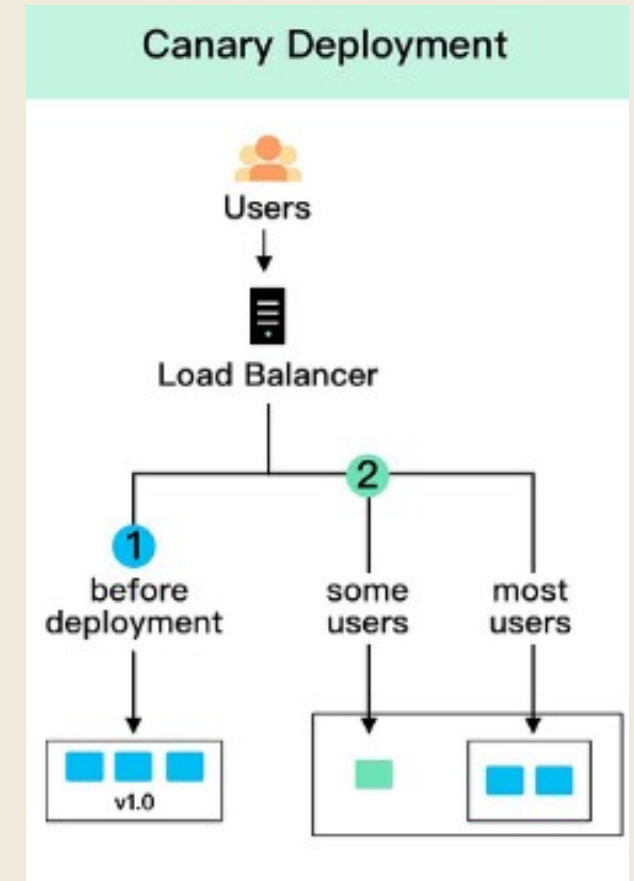 Canary Deployment
Users
Load Balancer
2
1
before
deployment
some
users
most
users
v1.0